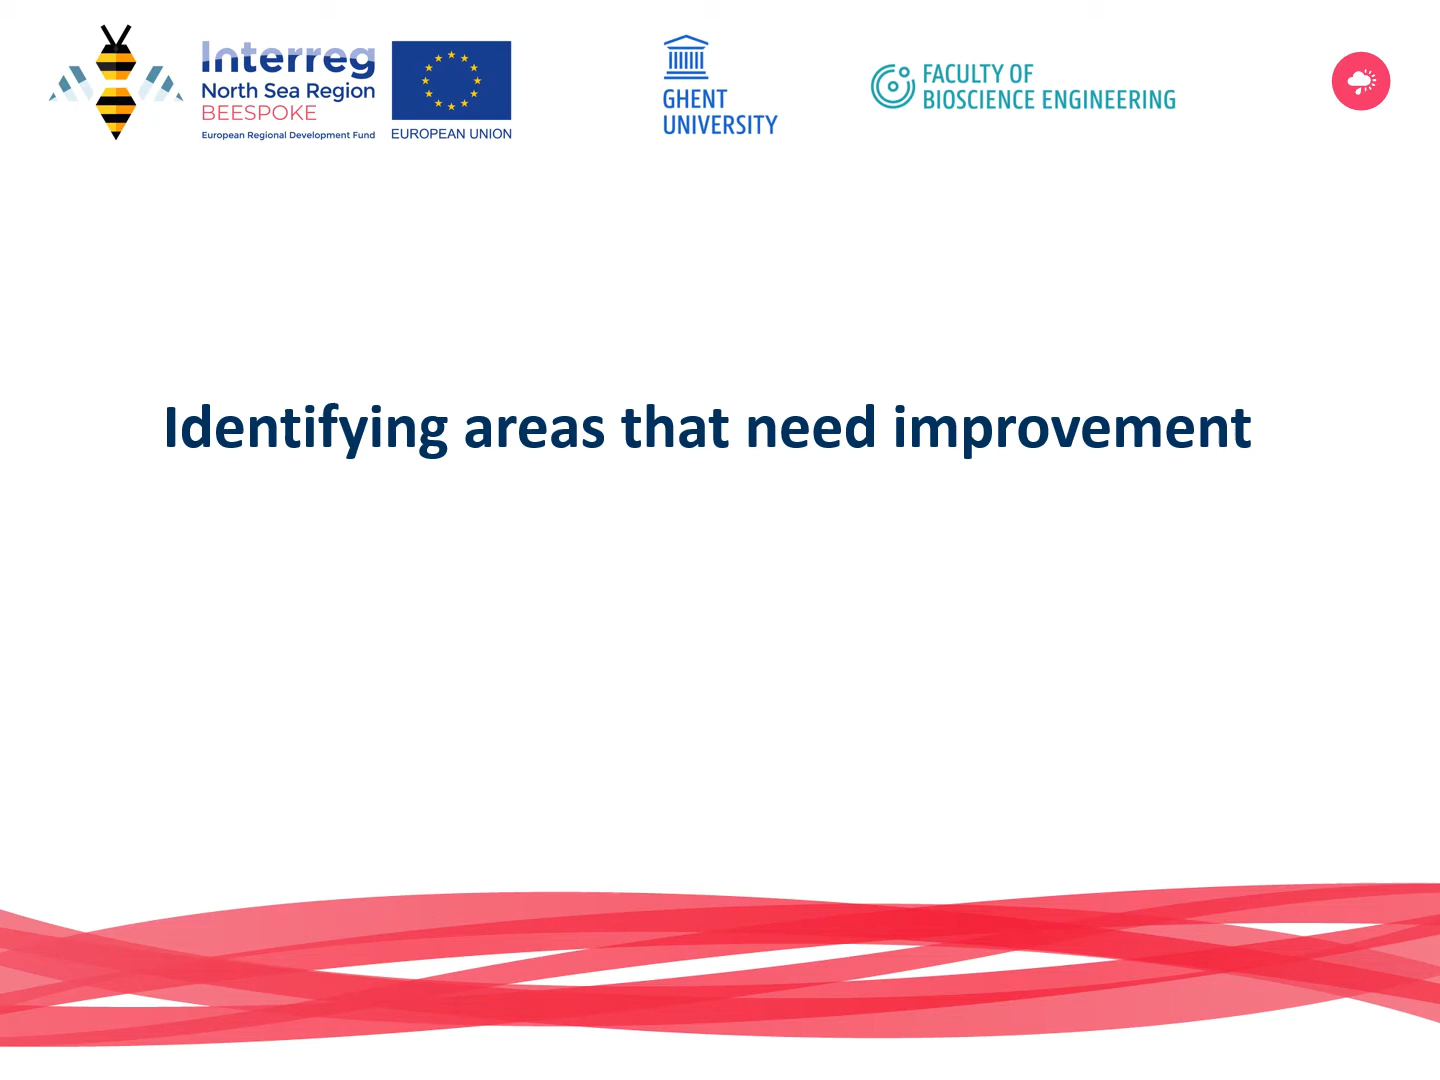 Interreg
North Sea Region
BEESPOKE
European Regional Development Fund
EUROPEAN UNION
GHENT
UNIVERSITY
FACULTY OF
BIOSCIENCE ENGINEERING
Identifying areas that need improvement